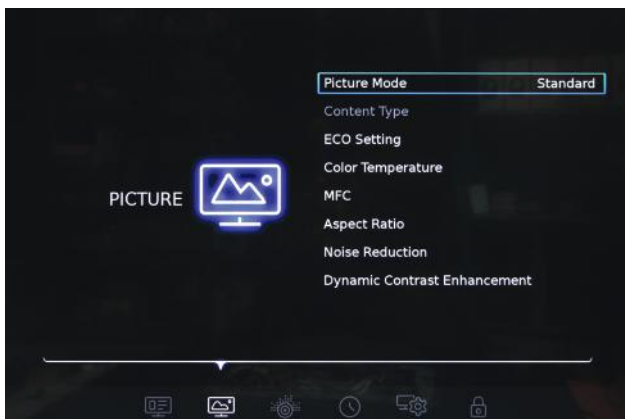 Picture Mode Standard
Content Type
ECO Setting
Color Temperature
PICTURE
MFC
Aspect Ratio
Noise Reduction
Dynamic Contrast Enhancement